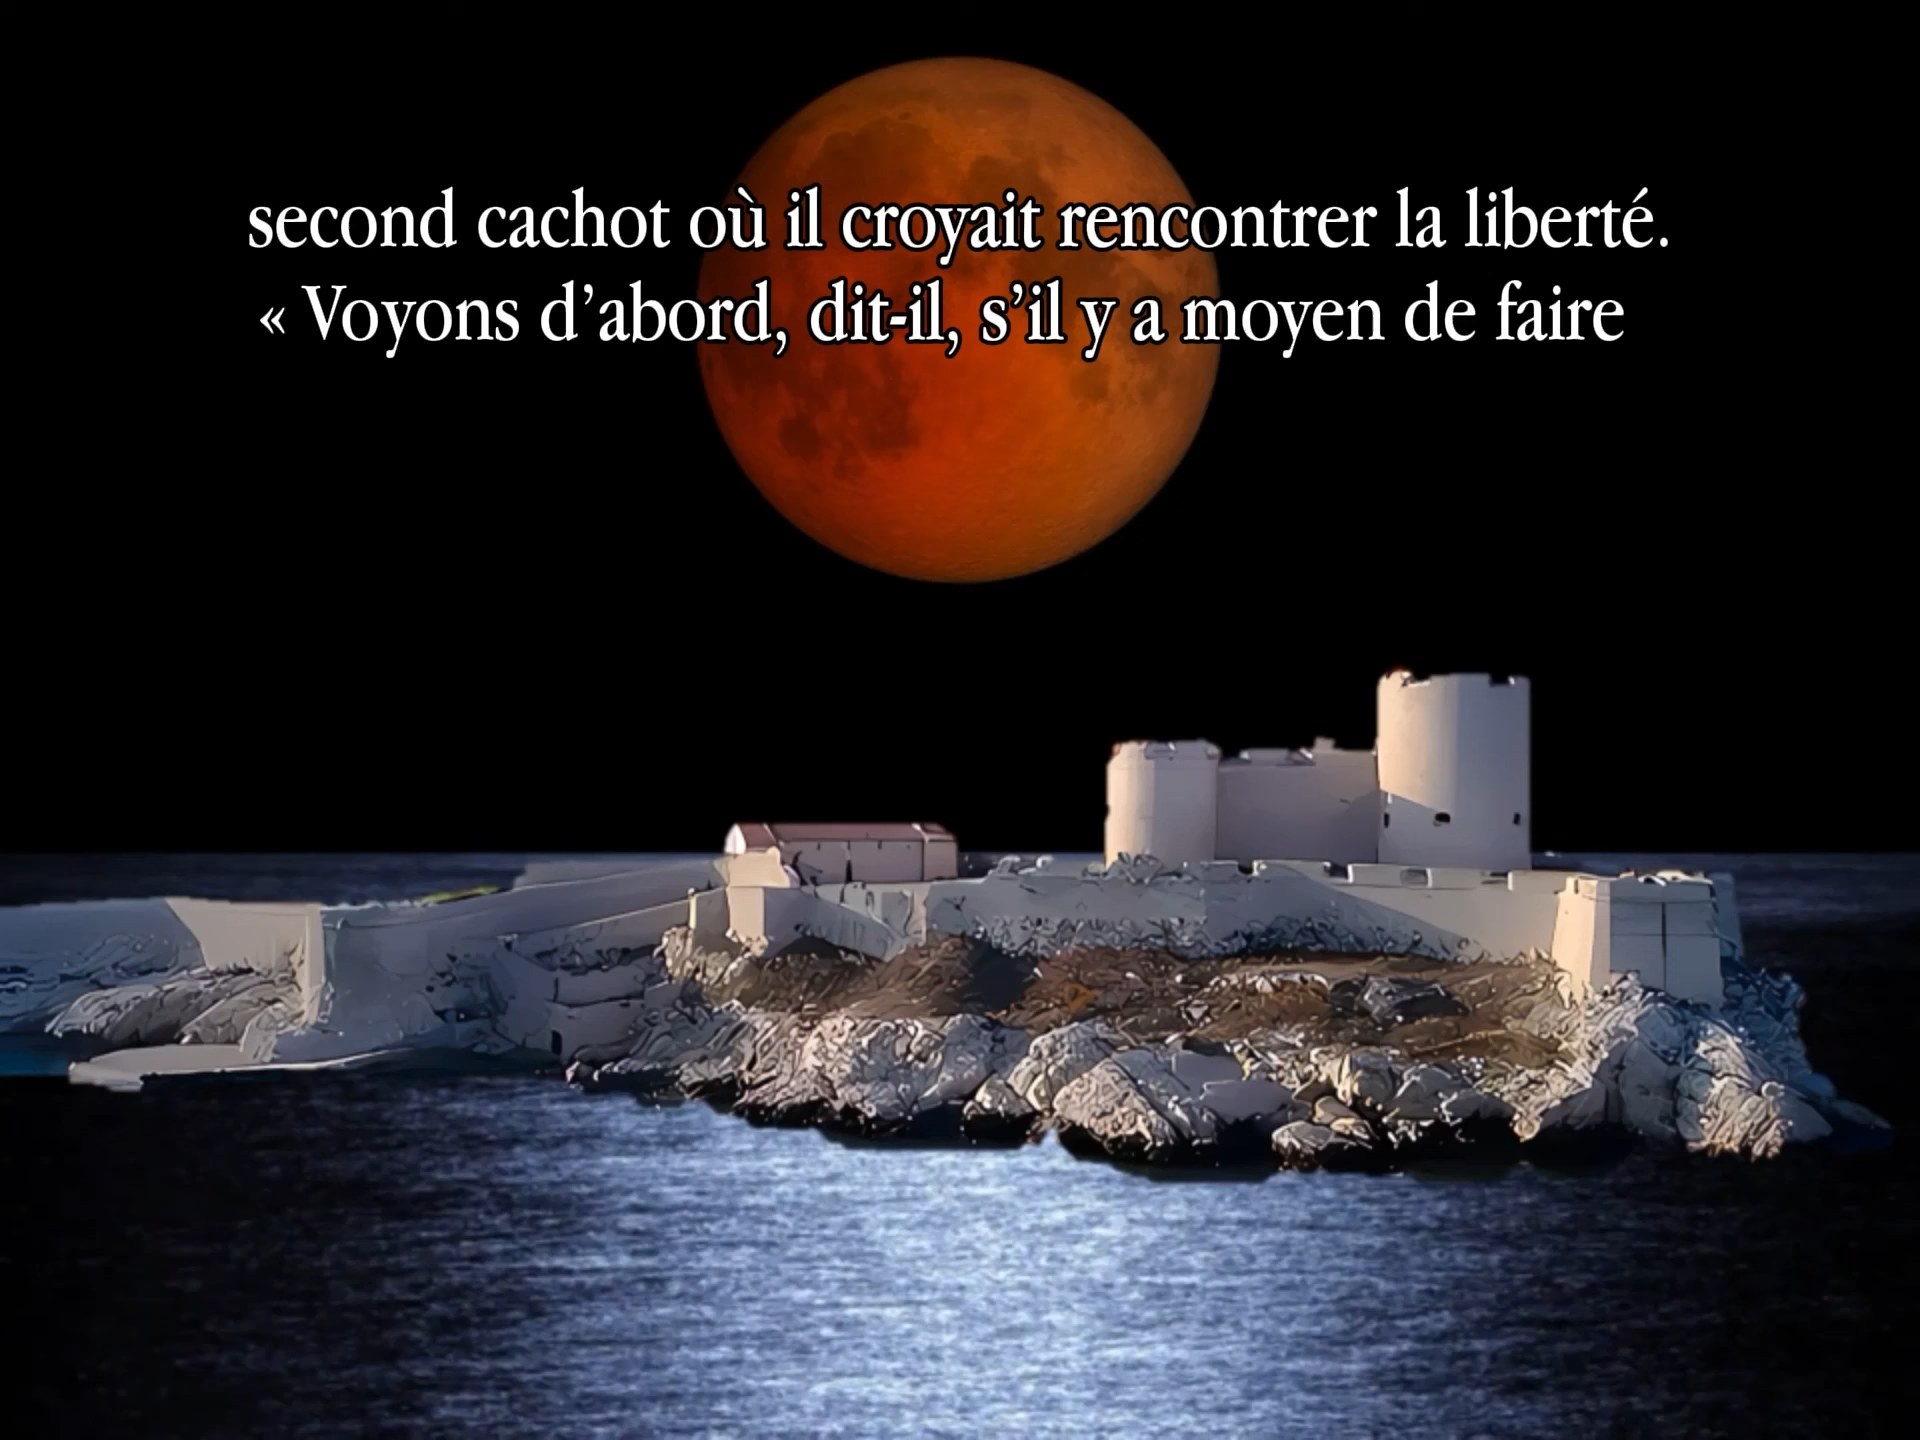 second cachot où il croyait rencontrer la liberté.
« Voyons d’abord, dit-il, s’il y a moyen de faire